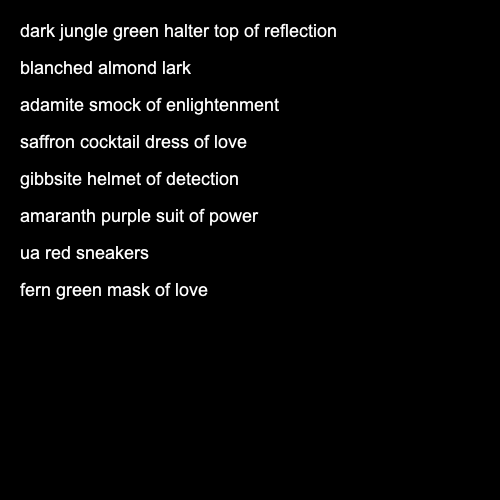 dark jungle green halter top of reflection
blanched almond lark
adamite smock of enlightenment
saffron cocktail dress of love
gibbsite helmet of detection
amaranth purple suit of power
ua red sneakers
fern green mask of love